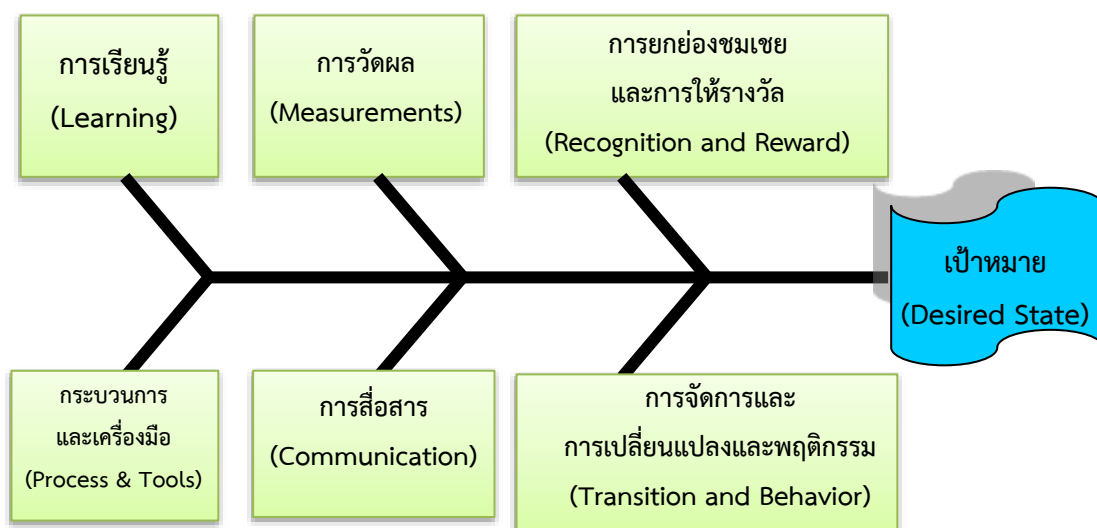 การเรียนรู้
(Learning)
การวัดผล
(Measurements)
การยกย่องชมเชย
และการให้รางวัล
(Recognition and Reward)
เป้าหมาย
(Desired State)
กระบวนการ
และเครื่องมือ
(Process & Tools)
การสื่อสาร
(Communication)
การจัดการและ
การเปลี่ยนแปลงและพฤติกรรม
(Transition and Behavior)